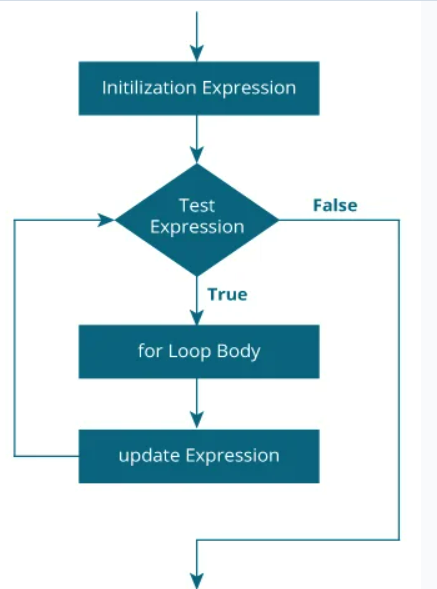 Initilization Expression
Test
Expression
False
True
for Loop Body
update Expression